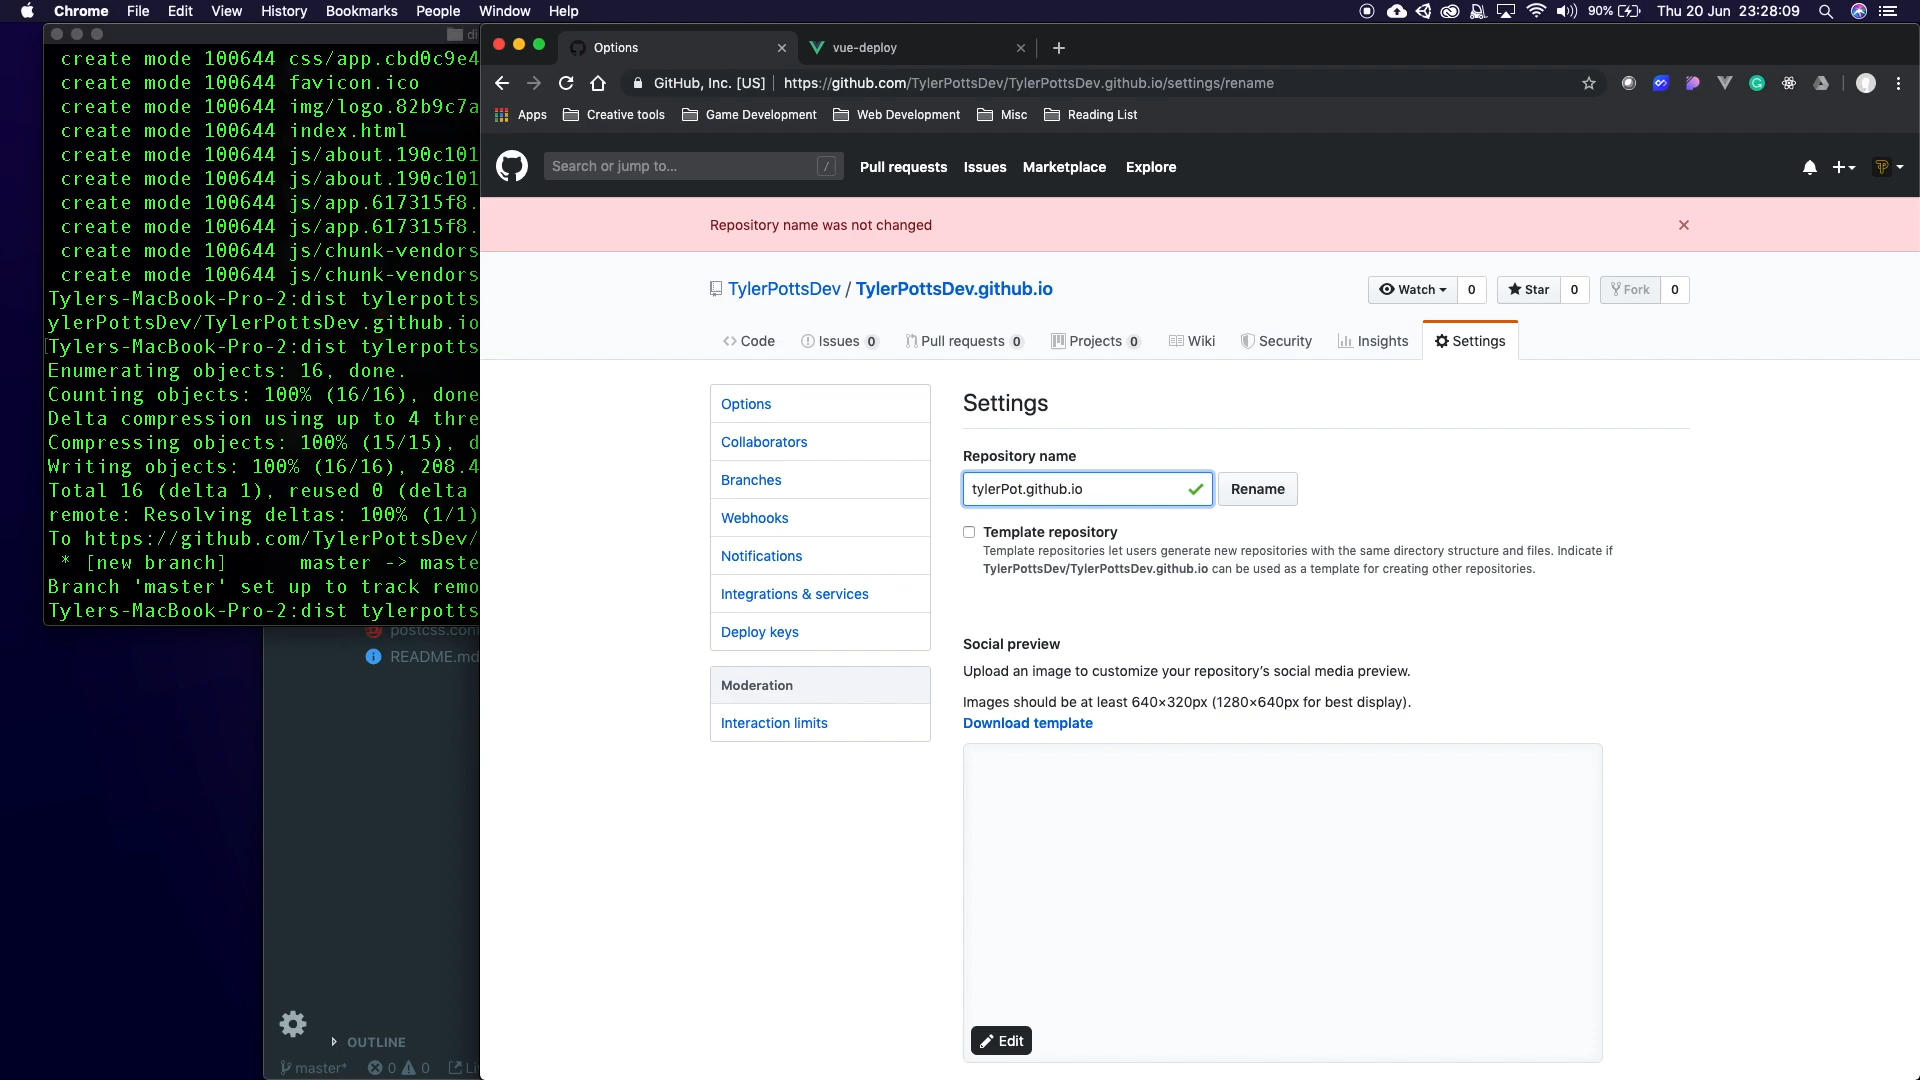 Chrome File Edit View History Bookmarks People Window Help
90% Thu 20 Jun 23:28:09
create mode 100644 css/app.cbd0c9e4
create mode 100644 favicon.ico
create mode 100644 img/logo.82b9c7a
create mode 100644 index.html
create mode 100644 js/about.190c101
create mode 100644 js/about.190c101
create mode 100644 js/app.617315f8.
create mode 100644 js/app.617315f8.
create mode 100644 js/chunk-vendors
create mode 100644 js/chunk-vendors
Tylers-MacBook-Pro-2:dist tylerpotts
ylerPottsDev/TylerPottsDev.github.io
Tylers-MacBook-Pro-2:dist tylerpotts
Enumerating objects: 16, done.
Counting objects: 100% (16/16), done
Delta compression using up to 4 thre
Compressing objects: 100% (15/15), d
Writing objects: 100% (16/16), 208.4
Total 16 (delta 1), reused 0 (delta
remote: Resolving deltas: 100% (1/1)
To https://github.com/TylerPottsDev/
* [new branch] master -> maste
Branch 'master' set up to track remo
Tylers-MacBook-Pro-2:dist tylerpotts
postcss.con
README.md
OUTLINE
master* 0 0 Li
Options
vue-deploy
GitHub, Inc. [US] https://github.com/TylerPottsDev/TylerPottsDev.github.io/settings/rename
Apps Creative tools Game Development Web Development Misc Reading List
Search or jump to... / Pull requests Issues Marketplace Explore
Repository name was not changed
TylerPottsDev / TylerPottsDev.github.io
Watch 0 Star 0 Fork 0
Code Issues 0 Pull requests 0 Projects 0 Wiki Security Insights Settings
Options
Collaborators
Branches
Webhooks
Notifications
Integrations & services
Deploy keys
Moderation
Interaction limits
Settings
Repository name
tylerPot.github.io Rename
Template repository
Template repositories let users generate new repositories with the same directory structure and files. Indicate if
TylerPottsDev/TylerPottsDev.github.io can be used as a template for creating other repositories.
Social preview
Upload an image to customize your repository’s social media preview.
Images should be at least 640×320px (1280×640px for best display).
Download template
Edit